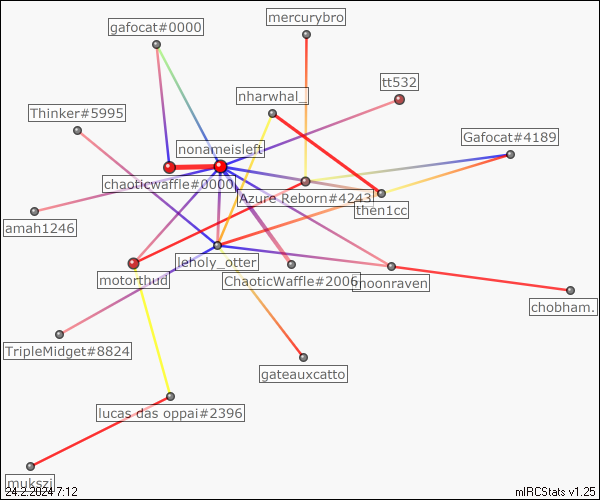 mercurybro
gafocat#0000
tt532
nharwhal_
Thinker#5995
Gafocat#4189
nonameisleft
chaoticwaffle#0000
Azure Reborn#4243
then1cc
amah1246
leholy_otter
motorthud
ChaoticWaffle#2006
noonraven
chobham.
TripleMidget#8824
gateauxcatto
lucas das oppai#2396
mukszi
24.2.2024 7:12
mIRCStats v1.25